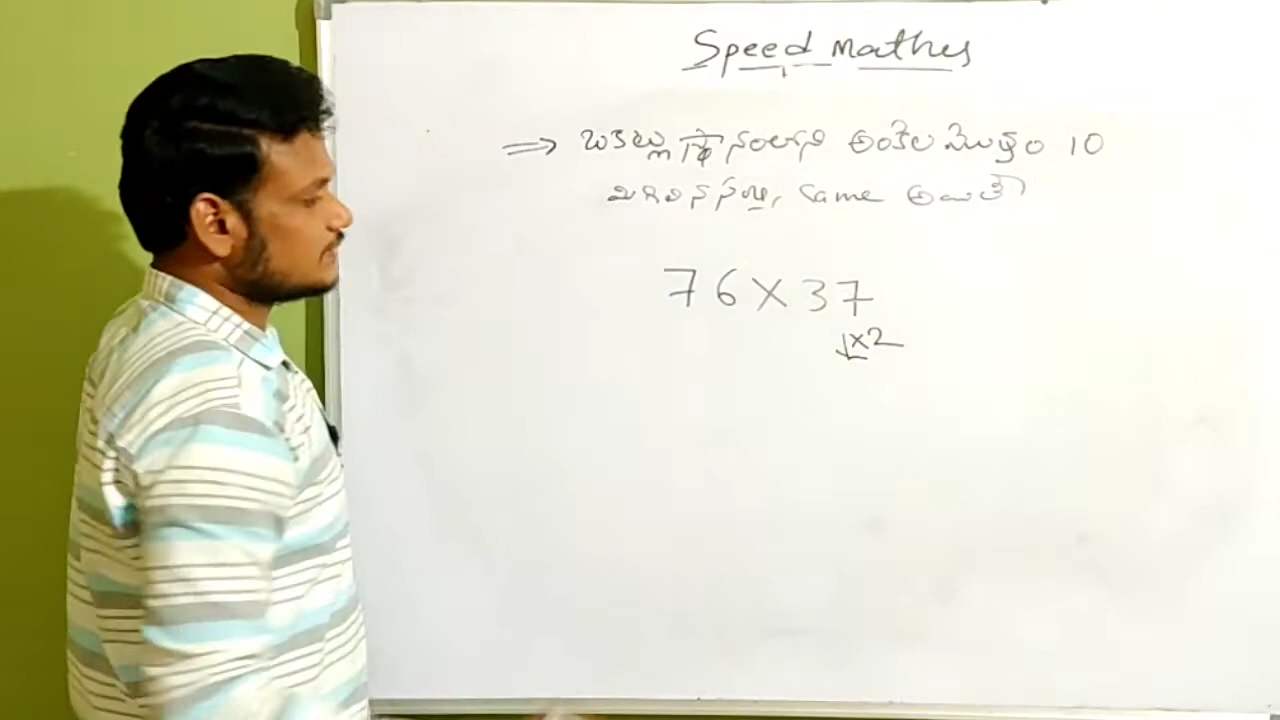 Speed Mathes
⇒ ఒకట్ల స్థానంలోని అంకెల మొత్తం 10
మిగిలిన సంఖ్య, same అయితే
76 × 37
×2